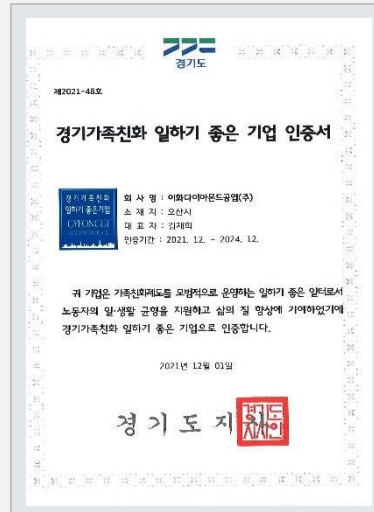 경기도
제2021-48호
경기가족친화 일하기 좋은 기업 인증서
경기가족친화
일하기 좋은기업
GYEONGGI
회 사 명 : 이화다이아몬드공업(주)
소 재 지 : 오산시
대 표 자 : 김재희
인증기간 : 2021. 12. ~ 2024. 12.
귀 기업은 가족친화제도를 모범적으로 운영하는 일하기 좋은 일터로서
노동자의 일·생활 균형을 지원하고 삶의 질 향상에 기여하였기에
경기가족친화 일하기 좋은 기업으로 인증합니다.
2021년 12월 01일
경기도지사
경기도
지사인